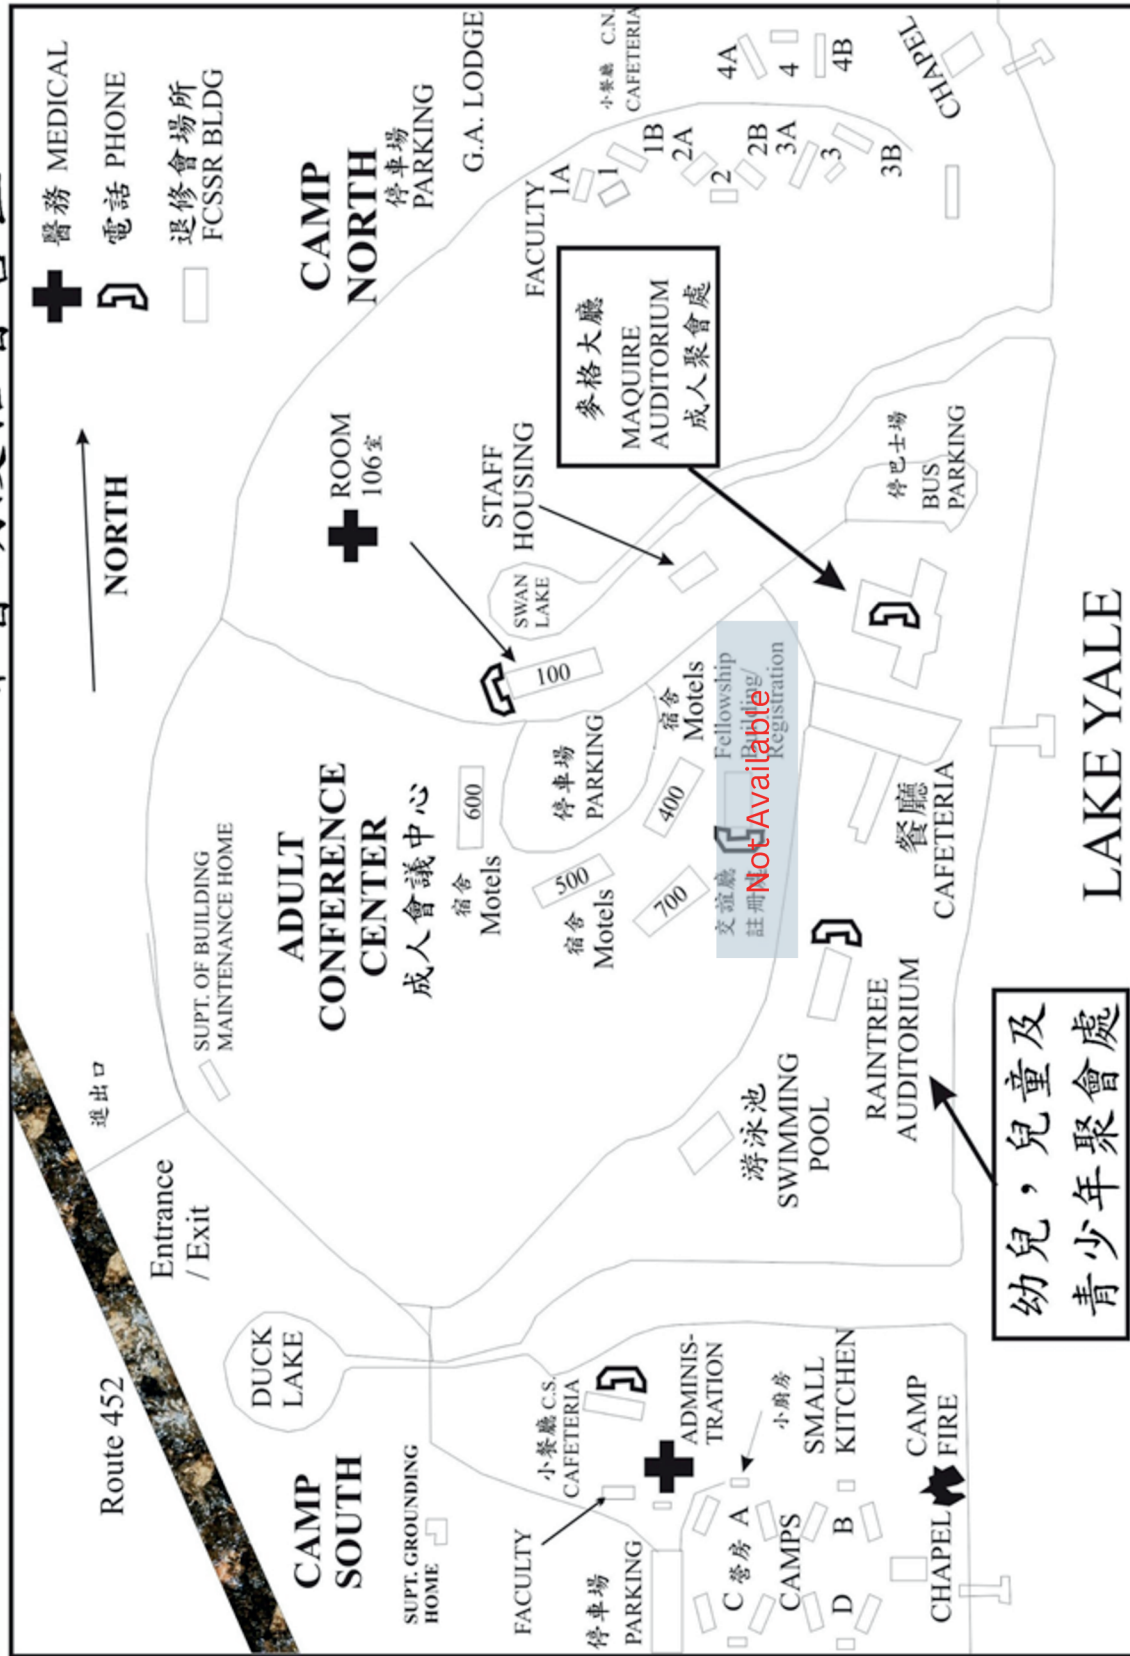 醫務 MEDICAL
電話 PHONE
退修會場所
FCSSR BLDG
NORTH
CAMP
NORTH
停車場
PARKING
G.A. LODGE
小餐廳 C.N.
CAFETERIA
4A
4
4B
CHAPEL
FACULTY
1A
1
1B
2A
2
2B
3A
3
3B
麥格大廳
MAQUIRE
AUDITORIUM
成人聚會處
ROOM
106室
STAFF
HOUSING
SWAN
LAKE
停巴士場
BUS
PARKING
SUPT. OF BUILDING
MAINTENANCE HOME
ADULT
CONFERENCE
CENTER
成人會議中心
100
600
宿舍
Motels
停車場
PARKING
宿舍
Motels
400
500
宿舍
Motels
700
Fellowship
Building/
Registration
交誼廳
Not Available
餐廳
CAFETERIA
RAINTREE
AUDITORIUM
游泳池
SWIMMING
POOL
LAKE YALE
幼兒，兒童及
青少年聚會處
進出口
Entrance
/ Exit
Route 452
DUCK
LAKE
CAMP
SOUTH
SUPT. GROUNDING
HOME
小餐廳 C.S.
CAFETERIA
FACULTY
ADMINIS-
TRATION
停車場
PARKING
小廚房
SMALL
KITCHEN
C 營房 A
CAMPS
D
B
CAMP
FIRE
CHAPEL